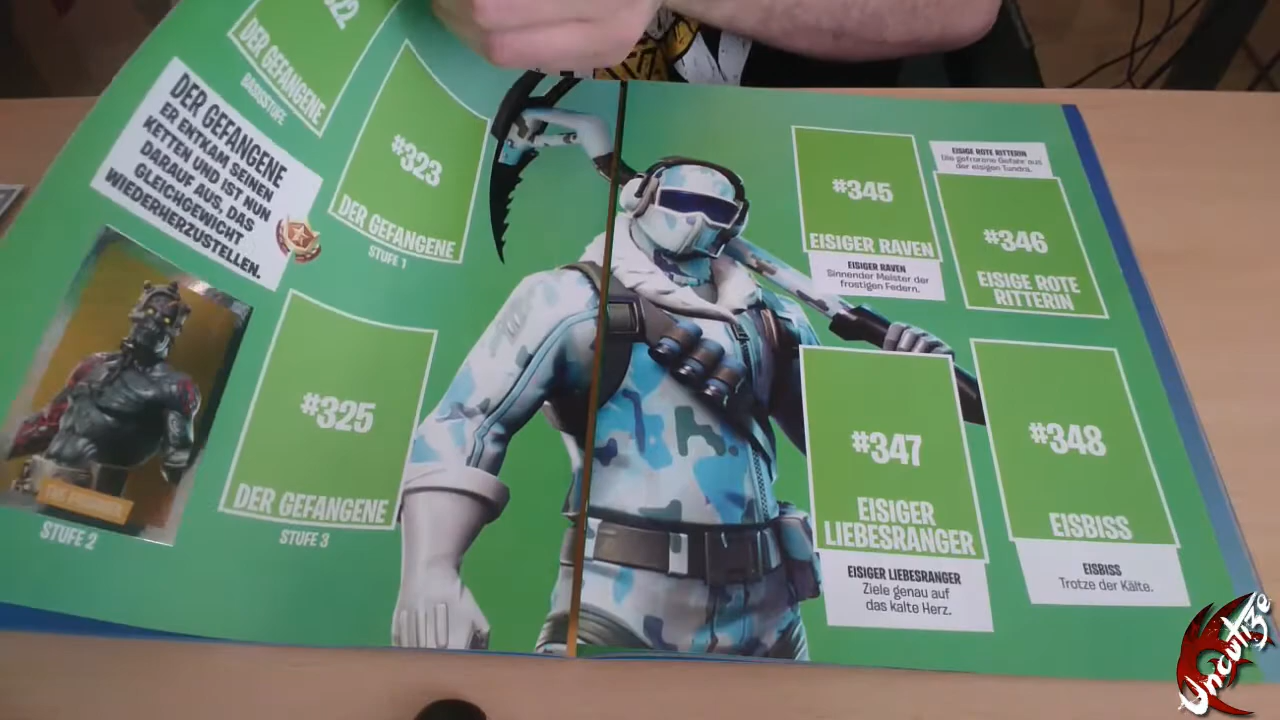 DER GEFANGENE
BASISSTUFE
#323
DER GEFANGENE
STUFE 1
DER GEFANGENE
ER ENTKAM SEINEN
KETTEN UND IST NUN
DARAUF AUS, DAS
GLEICHGEWICHT
WIEDERHERZUSTELLEN.
STUFE 2
#325
DER GEFANGENE
STUFE 3
#345
EISIGER RAVEN
EISIGER RAVEN
Sinnender Meister der
frostigen Federn.
EISIGE ROTE RITTERIN
Die gefrorene Gefahr aus
der eisigen Tundra.
#346
EISIGE ROTE
RITTERIN
#347
EISIGER
LIEBESRANGER
EISIGER LIEBESRANGER
Ziele genau auf
das kalte Herz.
#348
EISBISS
EISBISS
Trotze der Kälte.
Uncut1ze